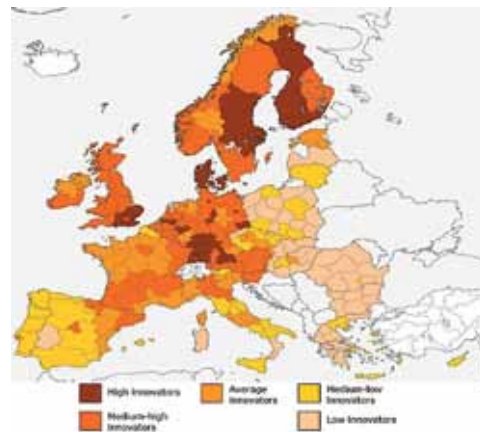 High Innovators
Average
Innovators
Medium-low
Innovators
Medium-high
Innovators
Low Innovators